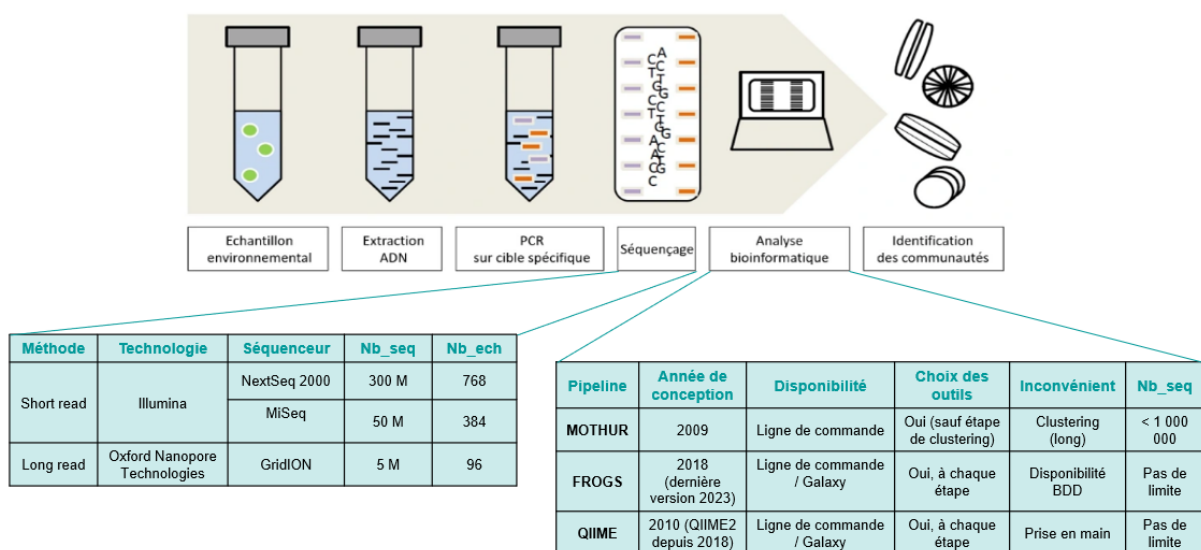 A
C C
T C
T
G
G
C C
T T
G
G
A C
A T
C G
C
Echantillon
environnemental
Extraction
ADN
PCR
sur cible spécifique
Séquençage
Analyse
bioinformatique
Identification
des communautés
Méthode Technologie Séquenceur Nb_seq Nb_ech
Short read Illumina NextSeq 2000 300 M 768
MiSeq 50 M 384
Long read Oxford Nanopore
Technologies GridION 5 M 96
Pipeline Année de
conception Disponibilité Choix des
outils Inconvénient Nb_seq
MOTHUR 2009 Ligne de commande Oui (sauf étape
de clustering) Clustering
(long) < 1 000
000
FROGS 2018
(dernière
version 2023) Ligne de commande
/ Galaxy Oui, à chaque
étape Disponibilité
BDD Pas de
limite
QIIME 2010 (QIIME2
depuis 2018) Ligne de commande
/ Galaxy Oui, à chaque
étape Prise en main Pas de
limite